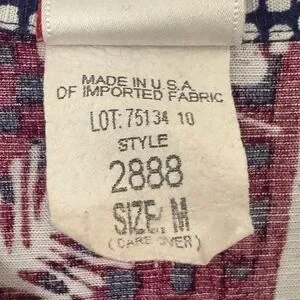 MADE IN U.S.A.
OF IMPORTED FABRIC
LOT: 75134 10
STYLE
2888
SIZE: M
(CARE OVER)